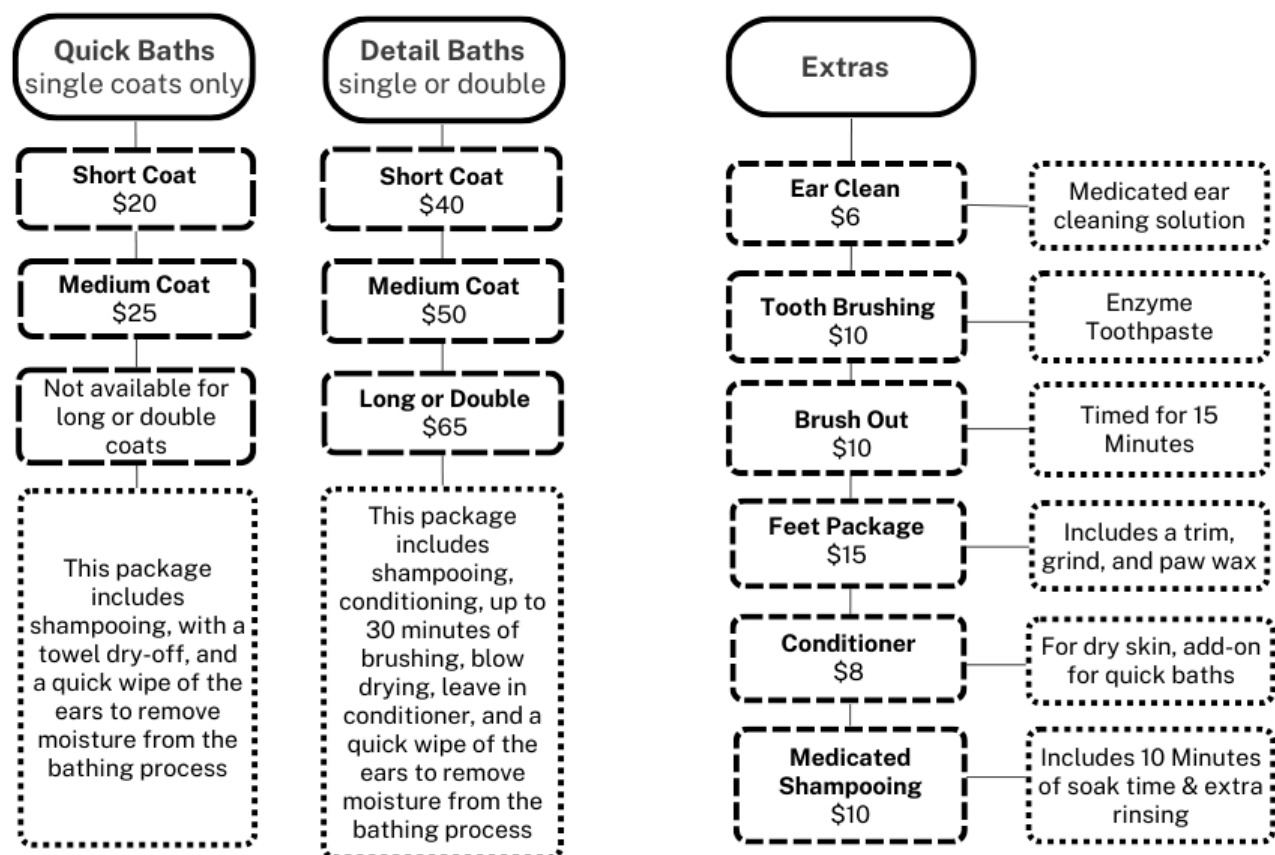 Quick Baths
single coats only
Short Coat
$20
Medium Coat
$25
Not available for
long or double
coats
This package
includes
shampooing, with a
towel dry-off, and
a quick wipe of the
ears to remove
moisture from the
bathing process
Detail Baths
single or double
Short Coat
$40
Medium Coat
$50
Long or Double
$65
This package
includes
shampooing,
conditioning, up to
30 minutes of
brushing, blow
drying, leave in
conditioner, and a
quick wipe of the
ears to remove
moisture from the
bathing process
Extras
Ear Clean
$6
Medicated ear
cleaning solution
Tooth Brushing
$10
Enzyme
Toothpaste
Brush Out
$10
Timed for 15
Minutes
Feet Package
$15
Includes a trim,
grind, and paw wax
Conditioner
$8
For dry skin, add-on
for quick baths
Medicated
Shampooing
$10
Includes 10 Minutes
of soak time & extra
rinsing